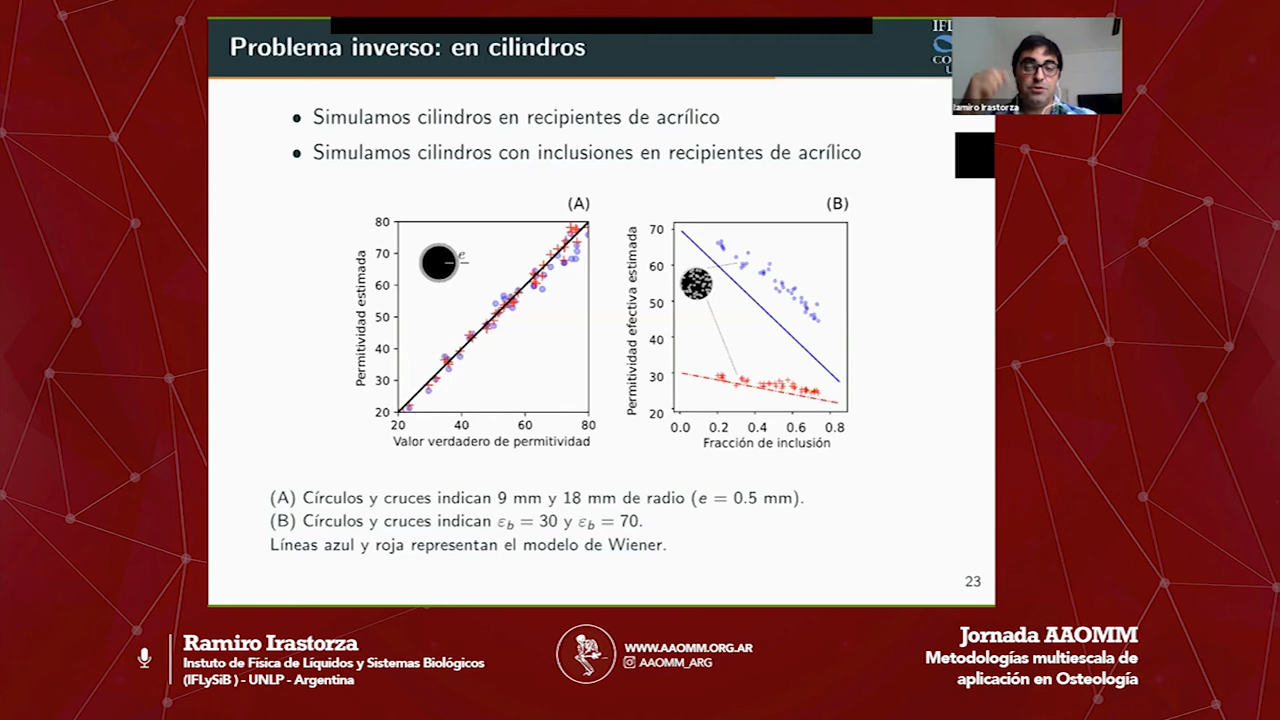 Problema inverso: en cilindros
Ramiro Irastorza
• Simulamos cilindros en recipientes de acrílico
• Simulamos cilindros con inclusiones en recipientes de acrílico
(A)
80
70
60
50
40
30
20
20 40 60 80
Permitividad estimada
Valor verdadero de permitividad
e
(B)
70
60
50
40
30
20
0.0 0.2 0.4 0.6 0.8
Permitividad efectiva estimada
Fracción de inclusión
(A) Círculos y cruces indican 9 mm y 18 mm de radio (e = 0.5 mm).
(B) Círculos y cruces indican εb = 30 y εb = 70.
Líneas azul y roja representan el modelo de Wiener.
23
Ramiro Irastorza
Instuto de Física de Líquidos y Sistemas Biológicos
(IFLySiB ) - UNLP - Argentina
WWW.AAOMM.ORG.AR
AAOMM_ARG
Jornada AAOMM
Metodologías multiescala de
aplicación en Osteología